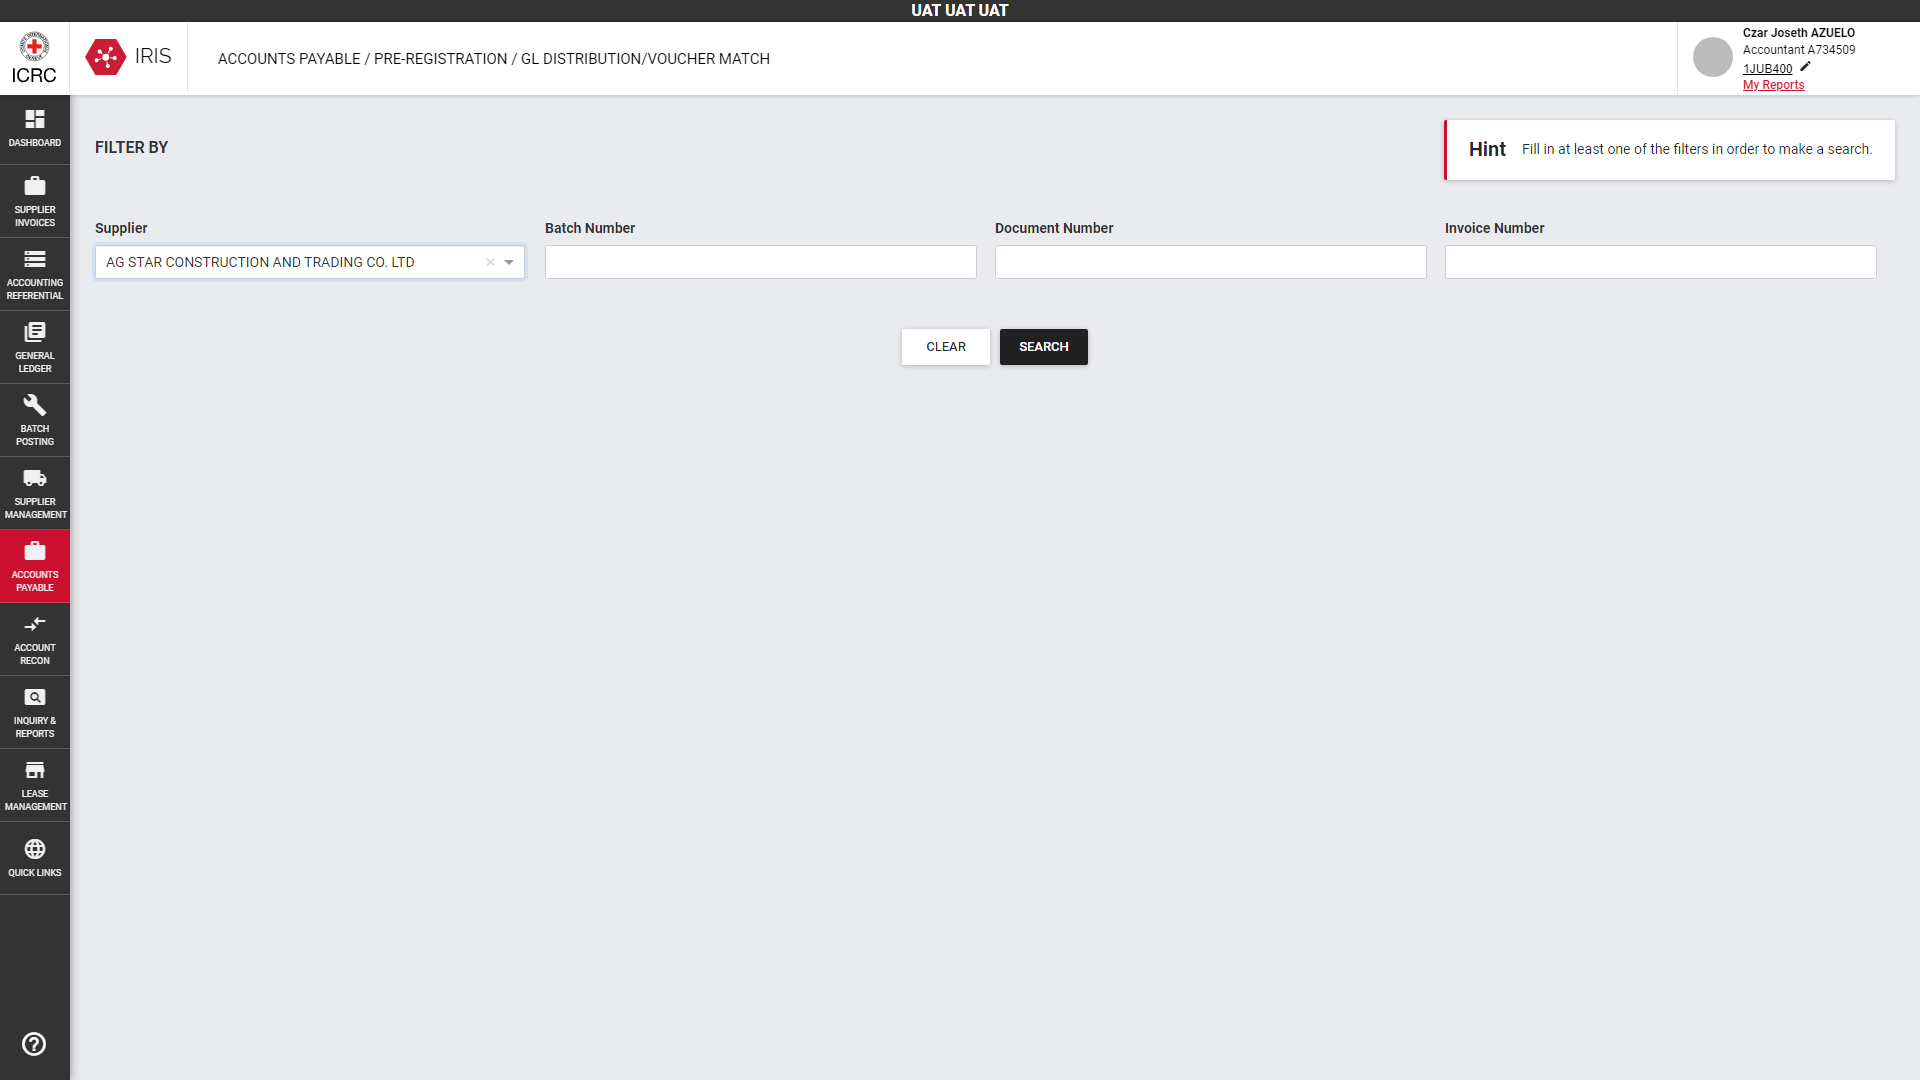 UAT UAT UAT
ICRC
IRIS
ACCOUNTS PAYABLE / PRE-REGISTRATION / GL DISTRIBUTION/VOUCHER MATCH
Czar Joseth AZUELO
Accountant A734509
1JUB400
My Reports
DASHBOARD
SUPPLIER
INVOICES
ACCOUNTING
REFERENTIAL
GENERAL
LEDGER
BATCH
POSTING
SUPPLIER
MANAGEMENT
ACCOUNTS
PAYABLE
ACCOUNT
RECON
INQUIRY &
REPORTS
LEASE
MANAGEMENT
QUICK LINKS
FILTER BY
Hint Fill in at least one of the filters in order to make a search.
Supplier
AG STAR CONSTRUCTION AND TRADING CO. LTD
Batch Number
Document Number
Invoice Number
CLEAR
SEARCH